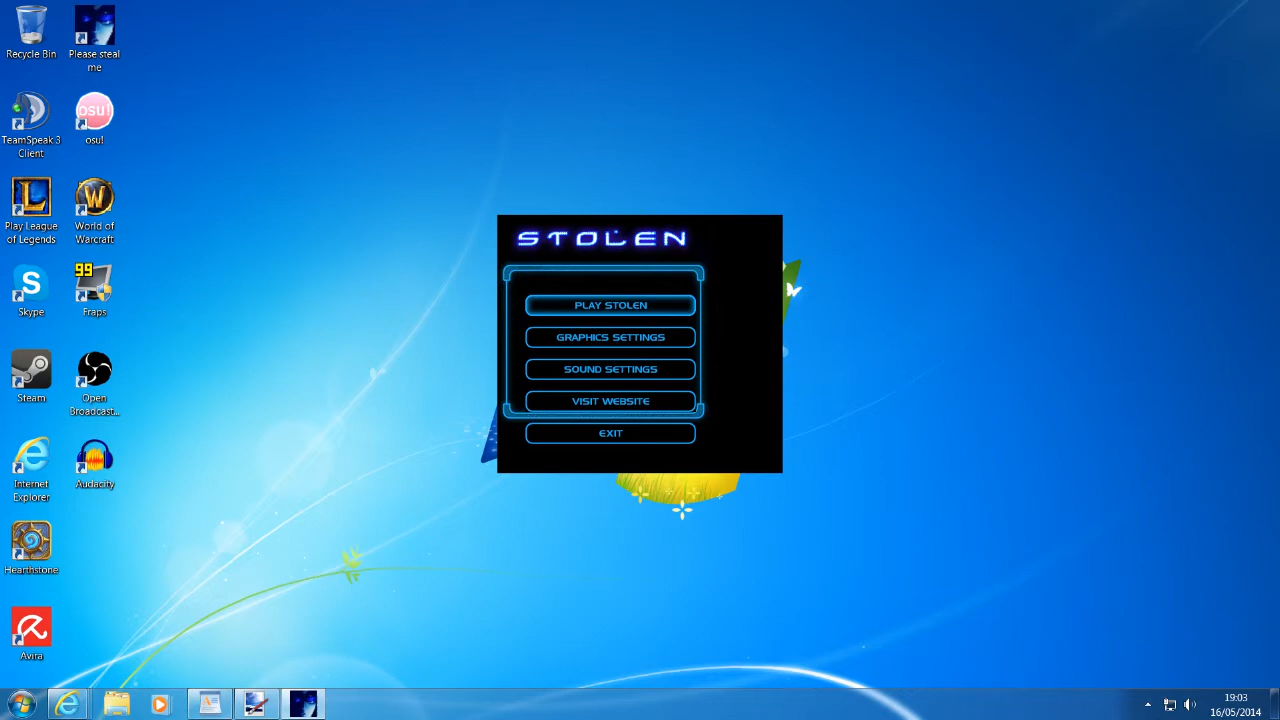 Recycle Bin
Please steal
me
TeamSpeak 3
Client
osu!
osu!
Play League
of Legends
World of
Warcraft
Skype
99
Fraps
Steam
Open
Broadcast...
Internet
Explorer
Audacity
Hearthstone
Avira
STOLEN
PLAY STOLEN
GRAPHICS SETTINGS
SOUND SETTINGS
VISIT WEBSITE
EXIT
19:03
16/05/2014